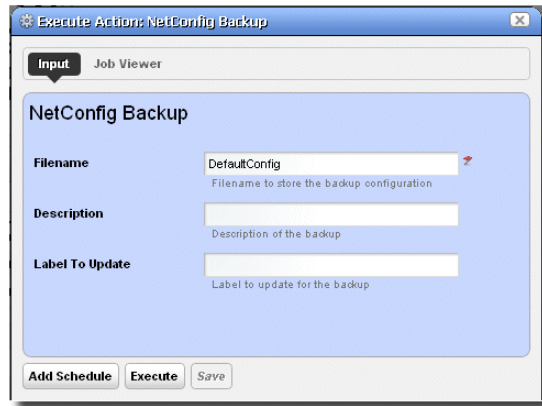 Execute Action: NetConfig Backup
Input Job Viewer
NetConfig Backup
Filename DefaultConfig
Filename to store the backup configuration
Description
Description of the backup
Label To Update
Label to update for the backup
Add Schedule Execute Save